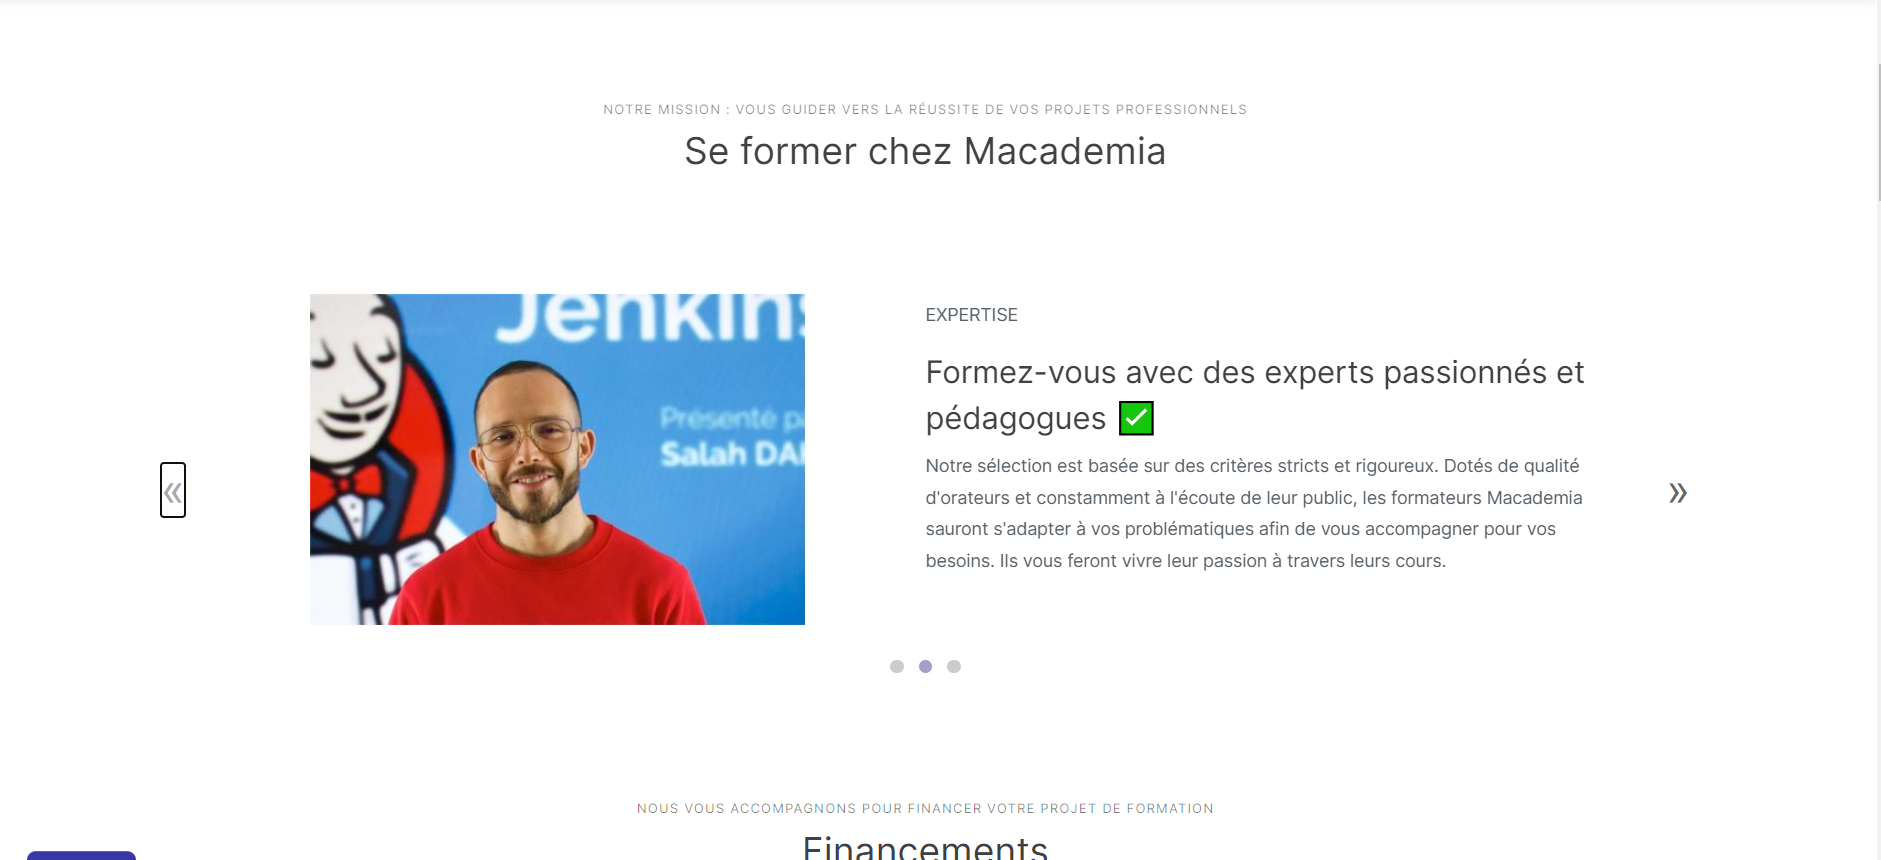 NOTRE MISSION : VOUS GUIDER VERS LA RÉUSSITE DE VOS PROJETS PROFESSIONNELS
Se former chez Macademia
Jenkins
Présenté pa
Salah DAH
«
EXPERTISE
Formez-vous avec des experts passionnés et
pédagogues ✅
Notre sélection est basée sur des critères stricts et rigoureux. Dotés de qualité
d'orateurs et constamment à l'écoute de leur public, les formateurs Macademia
sauront s'adapter à vos problématiques afin de vous accompagner pour vos
besoins. Ils vous feront vivre leur passion à travers leurs cours.
»
NOUS VOUS ACCOMPAGNONS POUR FINANCER VOTRE PROJET DE FORMATION
Financements